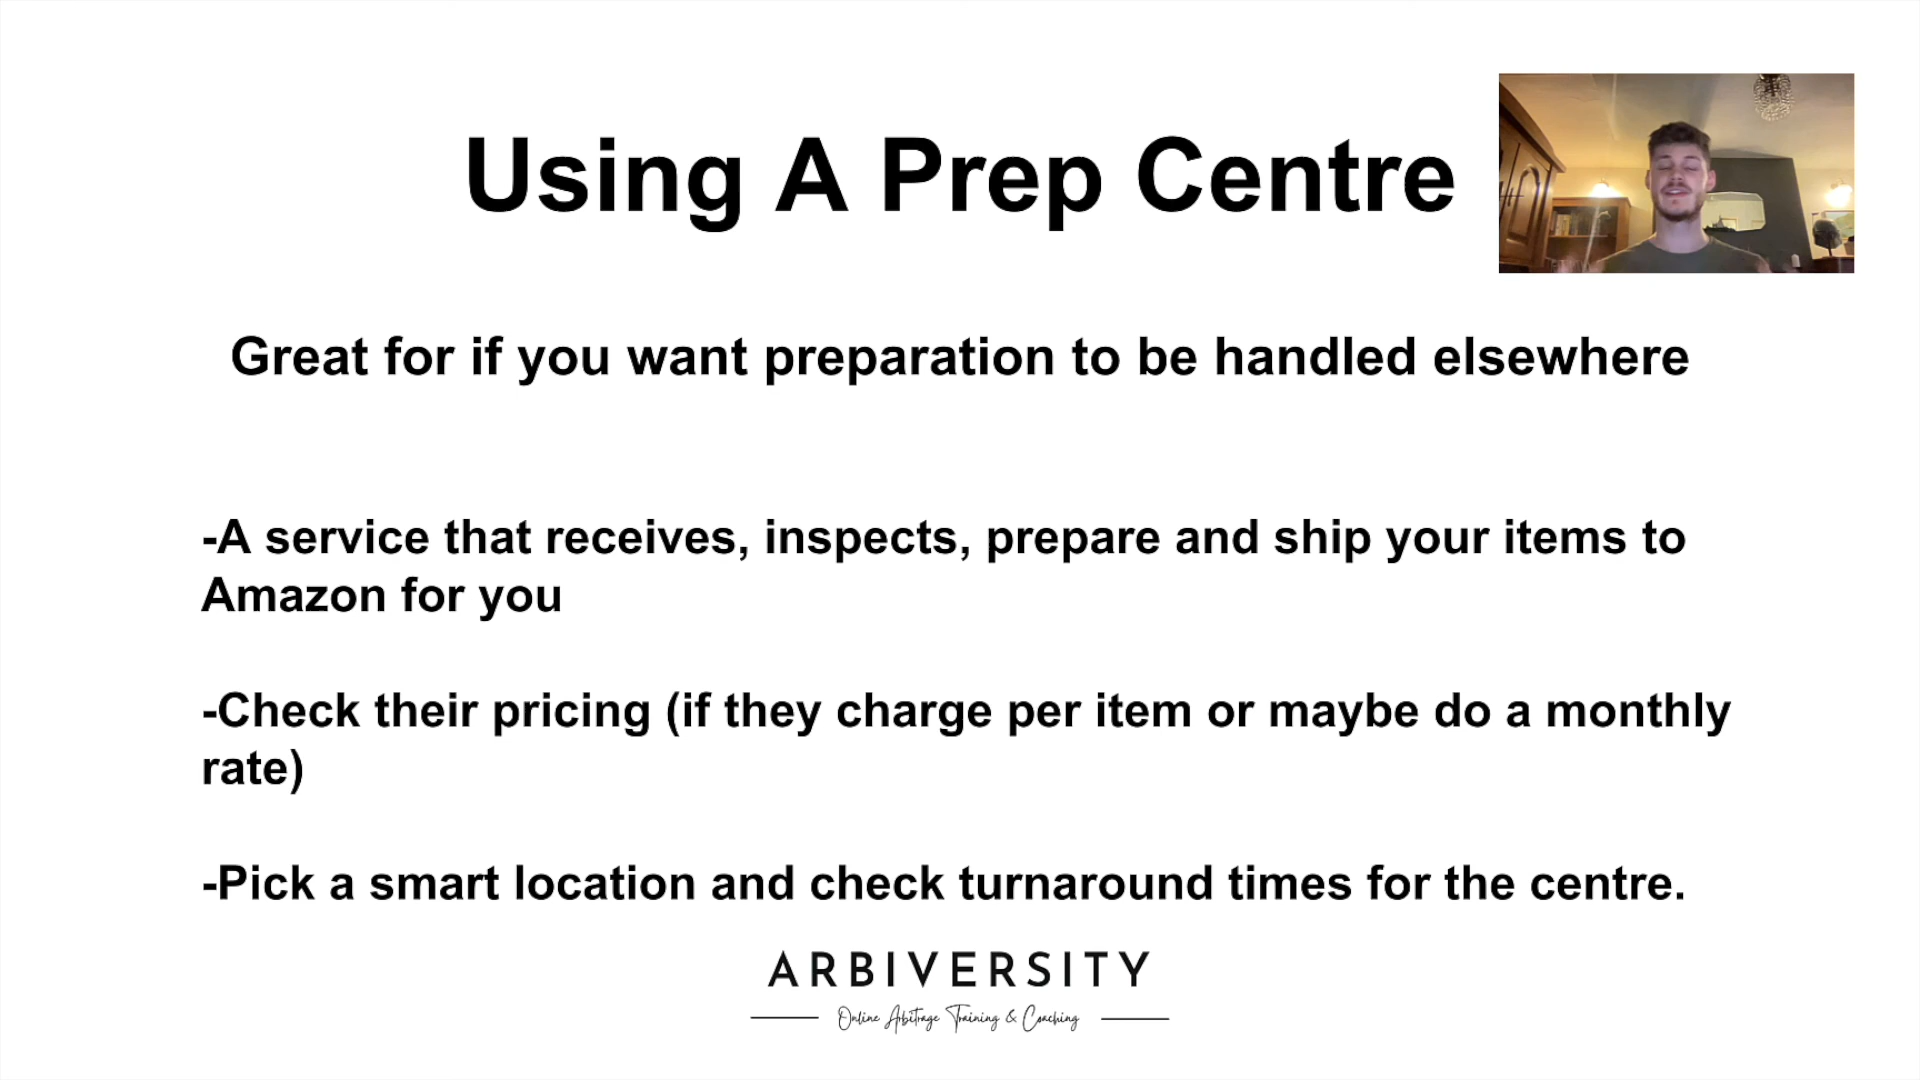 Using A Prep Centre
Great for if you want preparation to be handled elsewhere
-A service that receives, inspects, prepare and ship your items to
Amazon for you
-Check their pricing (if they charge per item or maybe do a monthly
rate)
-Pick a smart location and check turnaround times for the centre.
ARBIVERSITY
Online Arbitrage Training & Coaching